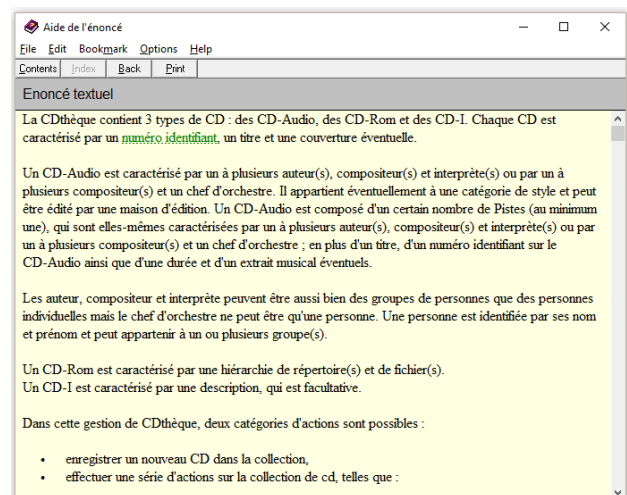 Aide de l'énoncé
File Edit Bookmark Options Help
Contents Index Back Print
Enoncé textuel
La CDthèque contient 3 types de CD : des CD-Audio, des CD-Rom et des CD-I. Chaque CD est
caractérisé par un numéro identifiant, un titre et une couverture éventuelle.
Un CD-Audio est caractérisé par un à plusieurs auteur(s), compositeur(s) et interprète(s) ou par un à
plusieurs compositeur(s) et un chef d'orchestre. Il appartient éventuellement à une catégorie de style et peut
être édité par une maison d'édition. Un CD-Audio est composé d'un certain nombre de Pistes (au minimum
une), qui sont elles-mêmes caractérisées par un à plusieurs auteur(s), compositeur(s) et interprète(s) ou par
un à plusieurs compositeur(s) et un chef d'orchestre ; en plus d'un titre, d'un numéro identifiant sur le
CD-Audio ainsi que d'une durée et d'un extrait musical éventuels.
Les auteur, compositeur et interprète peuvent être aussi bien des groupes de personnes que des personnes
individuelles mais le chef d'orchestre ne peut être qu'une personne. Une personne est identifiée par ses nom
et prénom et peut appartenir à un ou plusieurs groupe(s).
Un CD-Rom est caractérisé par une hiérarchie de répertoire(s) et de fichier(s).
Un CD-I est caractérisé par une description, qui est facultative.
Dans cette gestion de CDthèque, deux catégories d'actions sont possibles :
• enregistrer un nouveau CD dans la collection,
• effectuer une série d'actions sur la collection de cd, telles que :